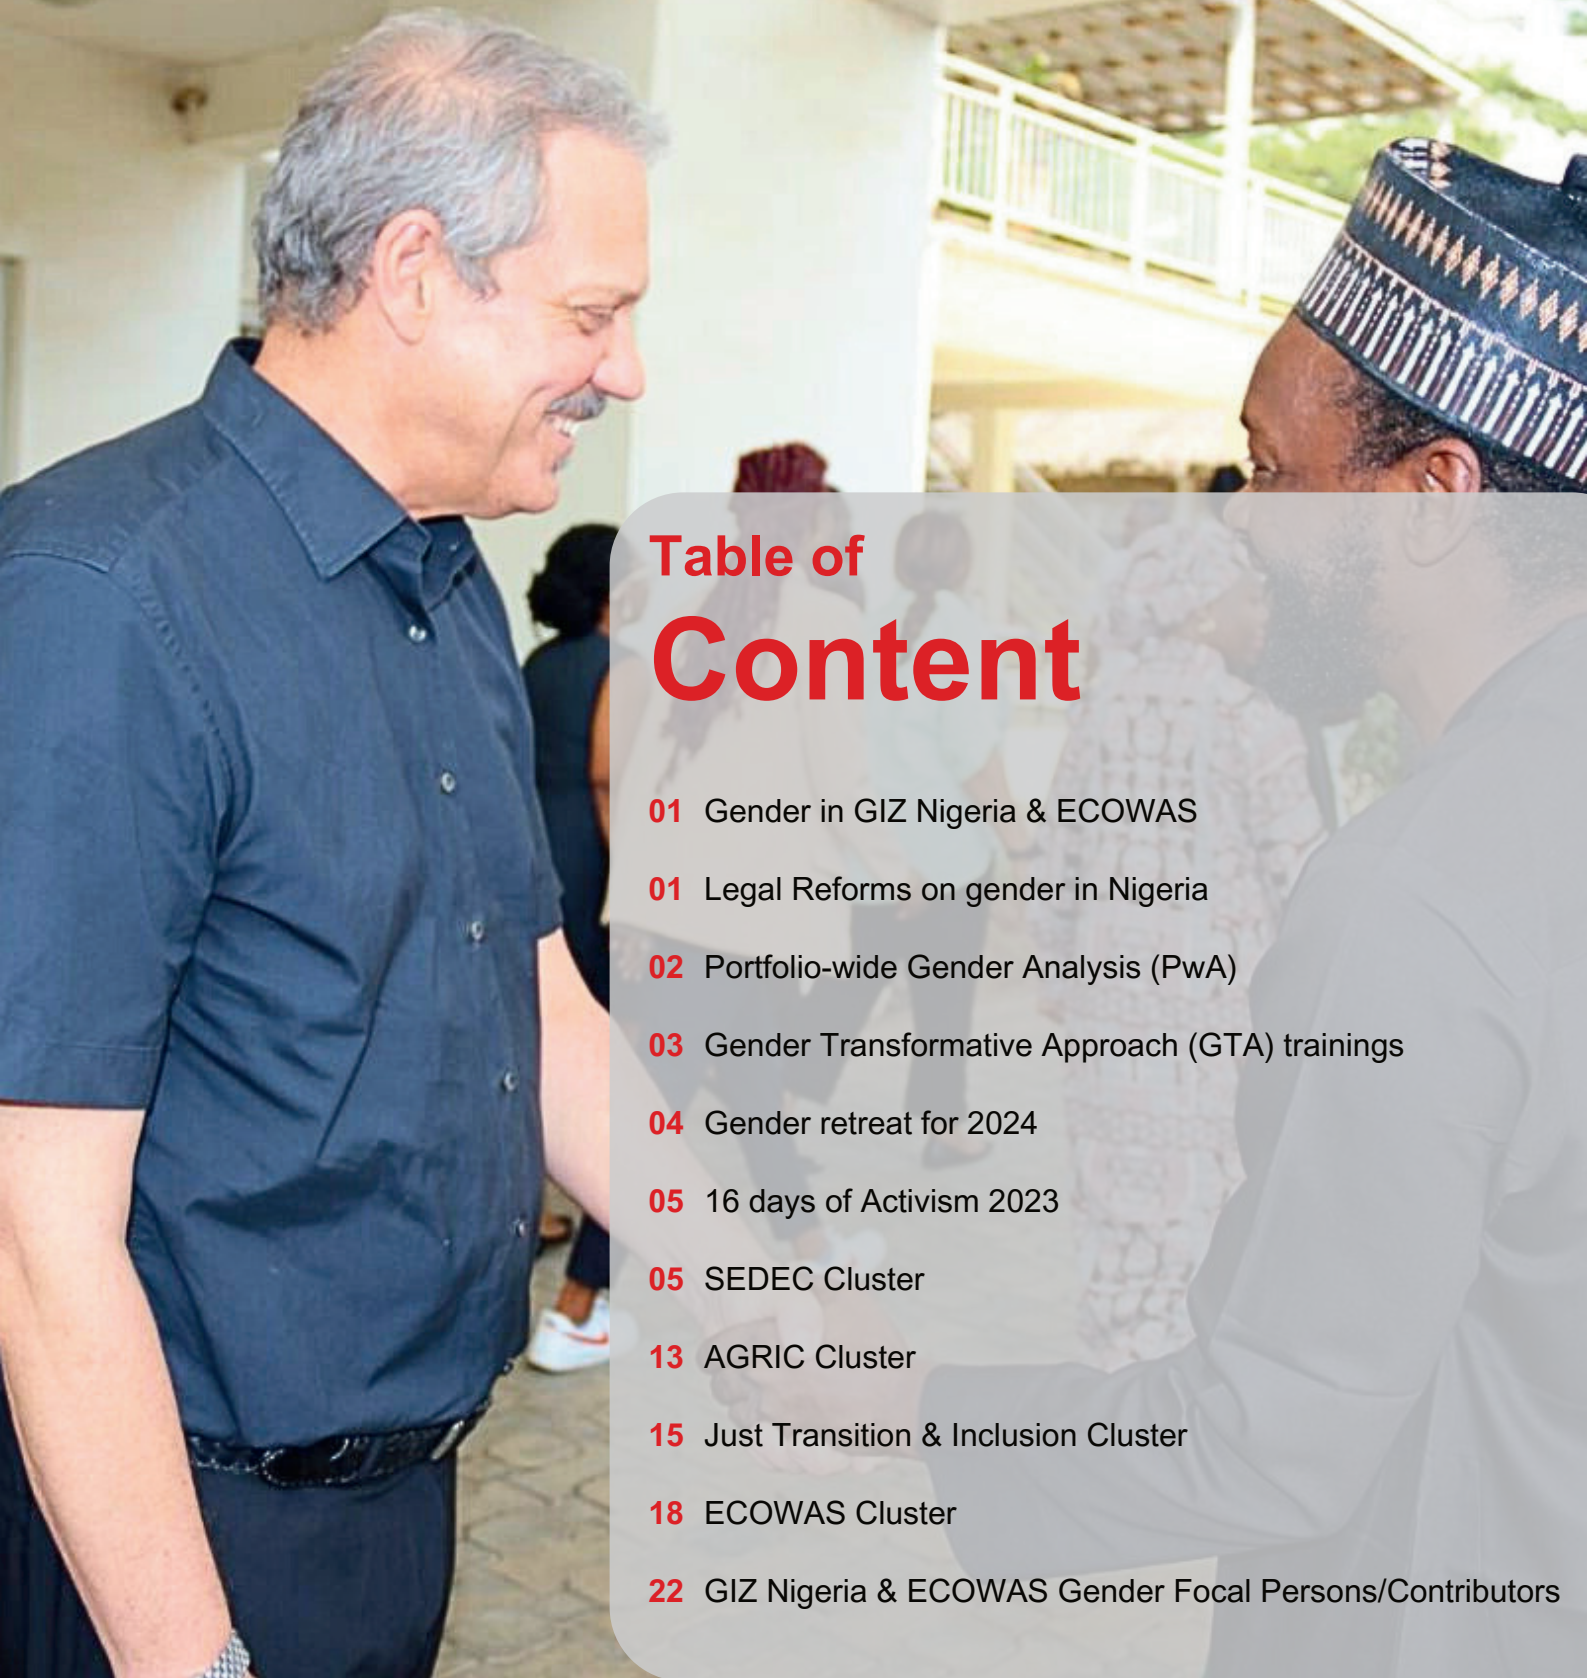 Table of
Content
01 Gender in GIZ Nigeria & ECOWAS
01 Legal Reforms on gender in Nigeria
02 Portfolio-wide Gender Analysis (PwA)
03 Gender Transformative Approach (GTA) trainings
04 Gender retreat for 2024
05 16 days of Activism 2023
05 SEDEC Cluster
13 AGRIC Cluster
15 Just Transition & Inclusion Cluster
18 ECOWAS Cluster
22 GIZ Nigeria & ECOWAS Gender Focal Persons/Contributors